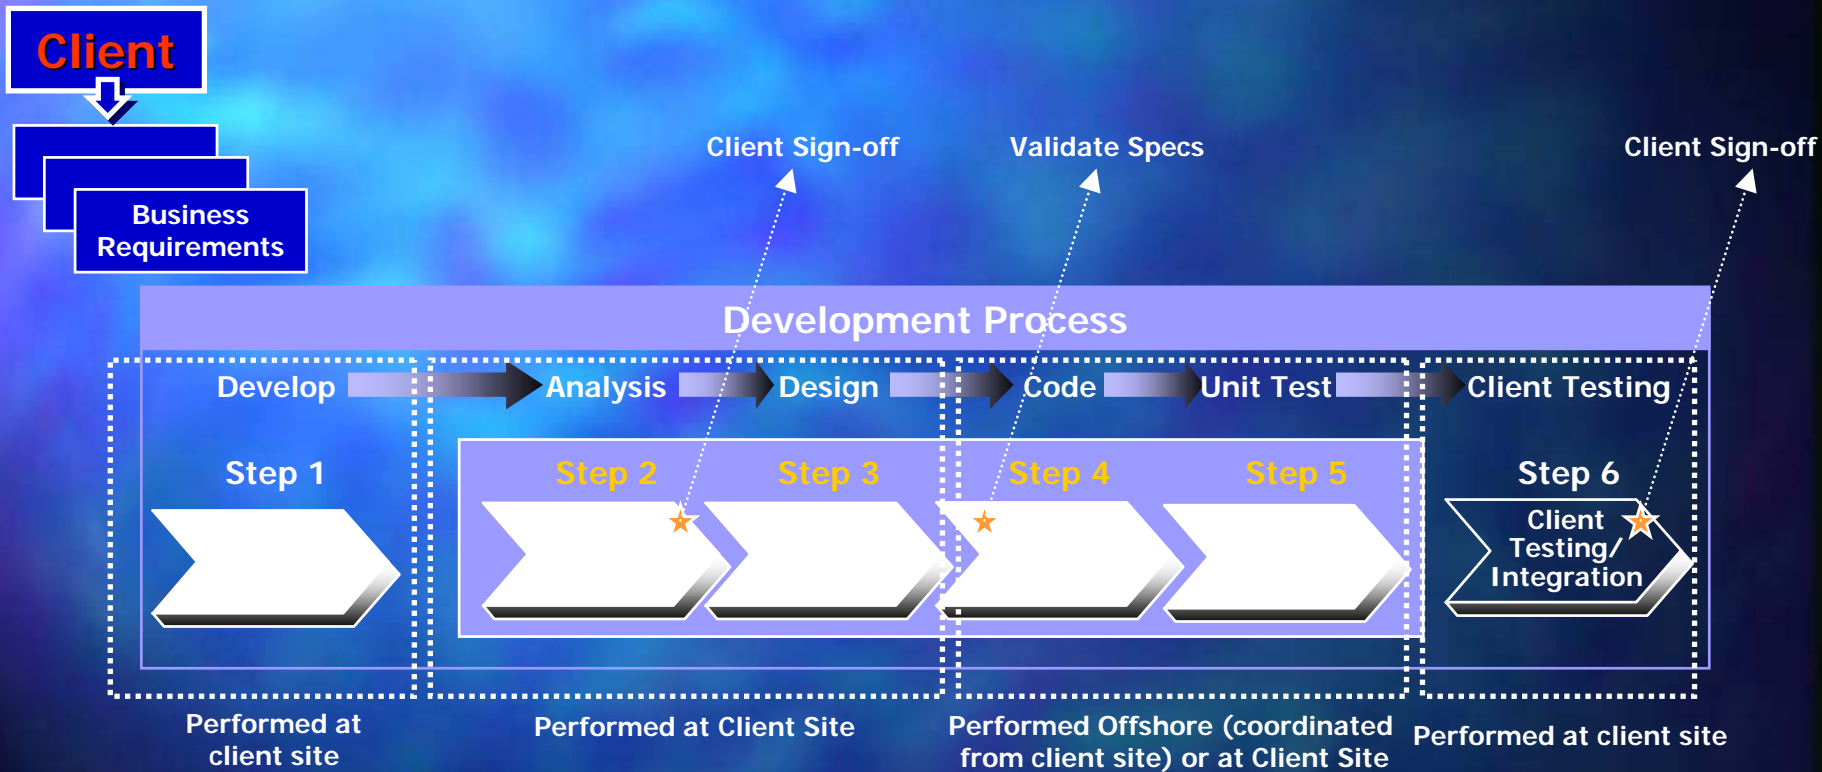 Client
Business
Requirements
Client Sign-off
Validate Specs
Client Sign-off
Development Process
Develop
Analysis
Design
Code
Unit Test
Client Testing
Step 1
Step 2
Step 3
Step 4
Step 5
Step 6
Client
Testing/
Integration
Performed at
client site
Performed at Client Site
Performed Offshore (coordinated
from client site) or at Client Site
Performed at client site